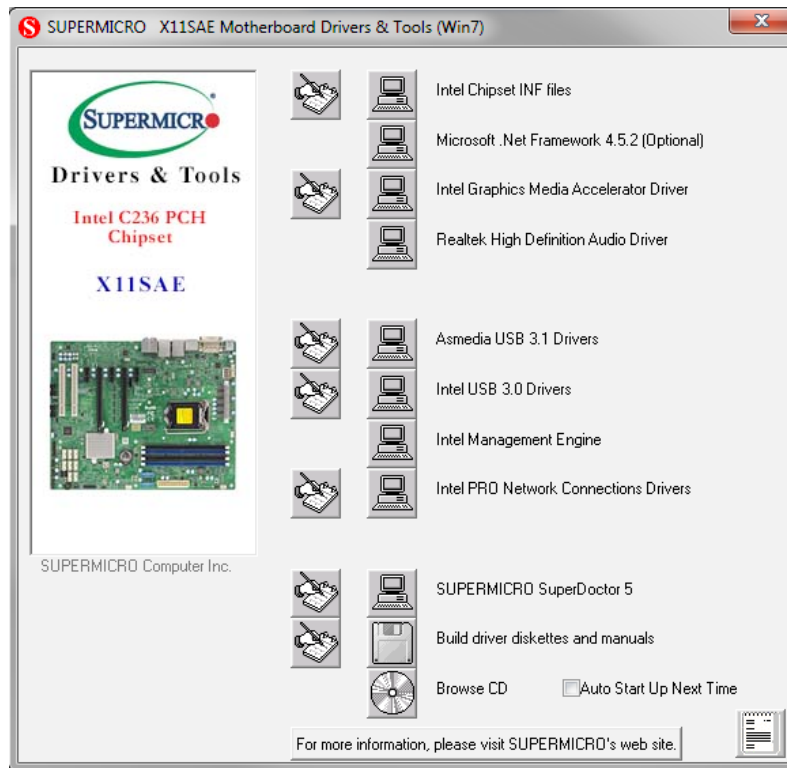 SUPERMICRO X11SAE Motherboard Drivers & Tools (Win7)
SUPERMICR
Drivers & Tools
Intel C236 PCH
Chipset
X11SAE
SUPERMICRO Computer Inc.
Intel Chipset INF files
Microsoft .Net Framework 4.5.2 (Optional)
Intel Graphics Media Accelerator Driver
Realtek High Definition Audio Driver
Asmedia USB 3.1 Drivers
Intel USB 3.0 Drivers
Intel Management Engine
Intel PRO Network Connections Drivers
SUPERMICRO SuperDoctor 5
Build driver diskettes and manuals
Browse CD
Auto Start Up Next Time
For more information, please visit SUPERMICRO's web site.